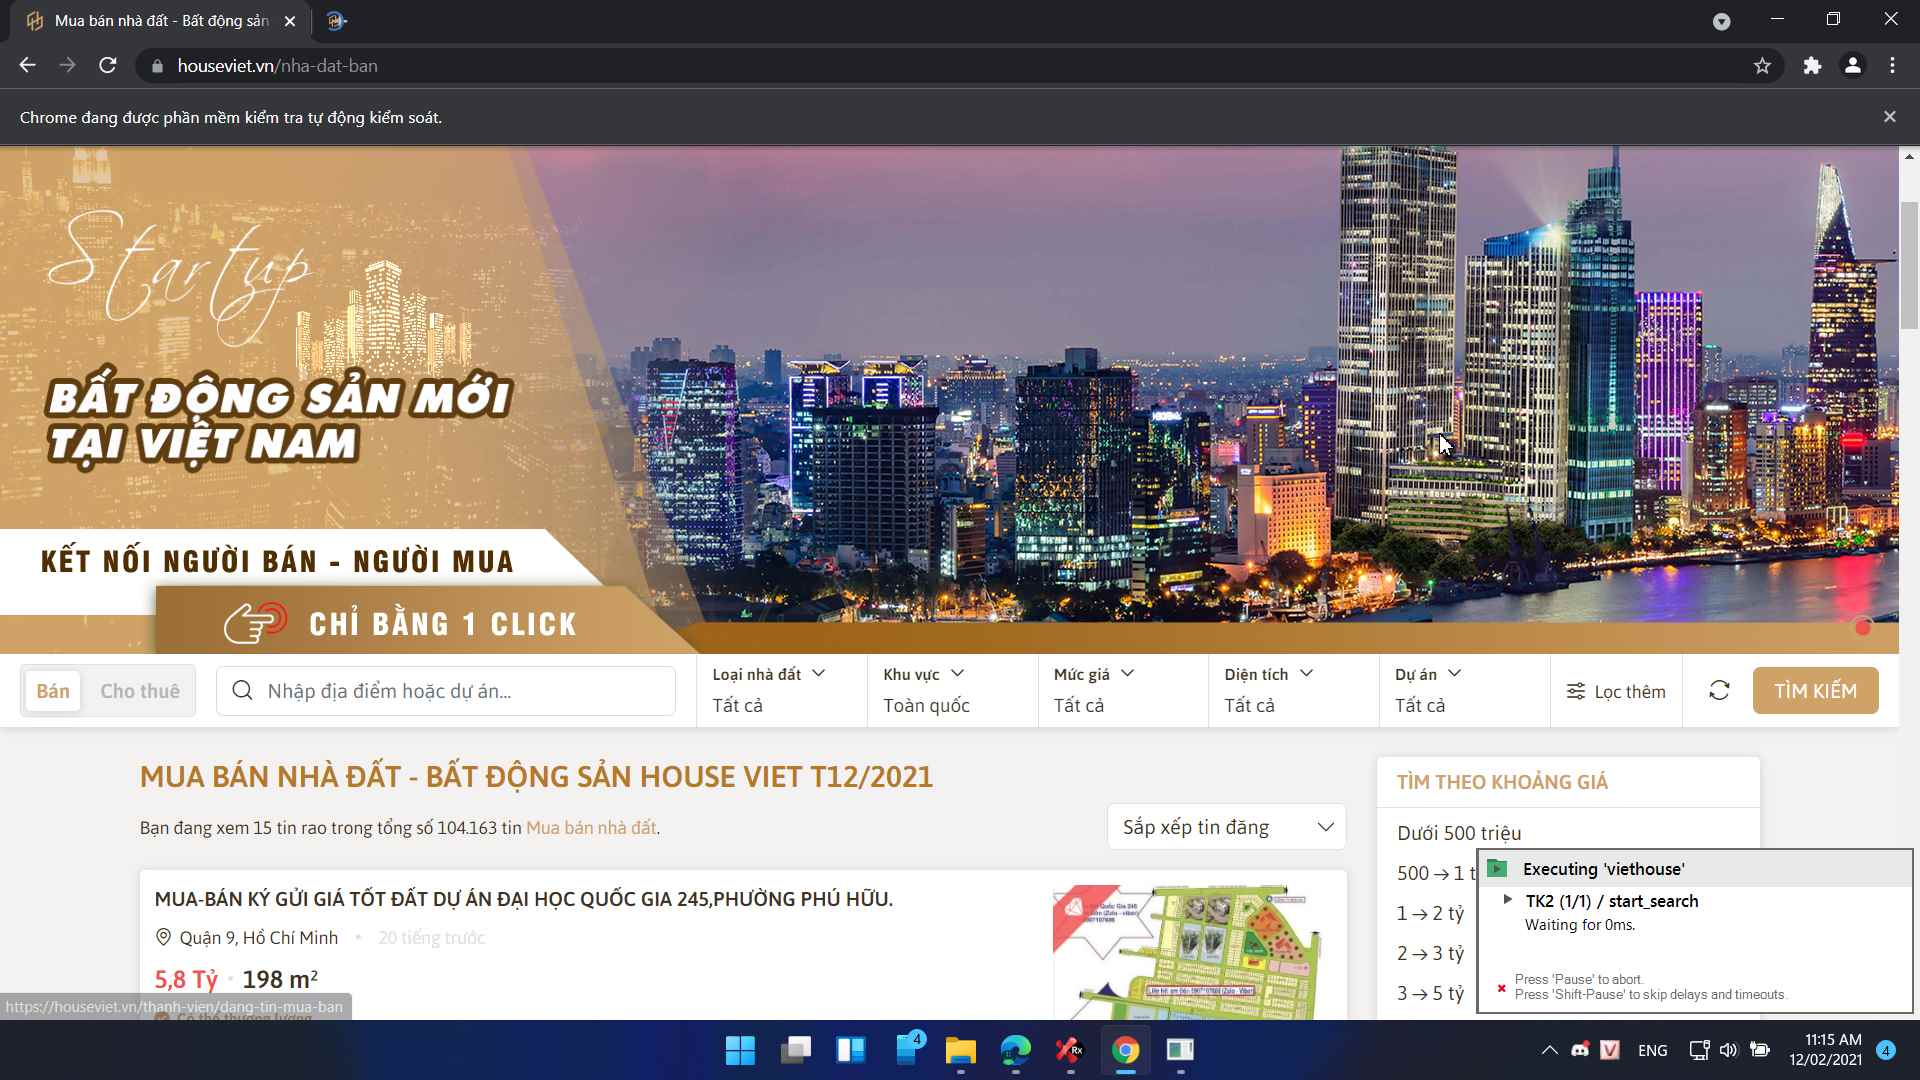 Mua bán nhà đất - Bất động sản
houseviet.vn/nha-dat-ban
Chrome đang được phần mềm kiểm tra tự động kiểm soát.
Startup
BẤT ĐỘNG SẢN MỚI
TẠI VIỆT NAM
KẾT NỐI NGƯỜI BÁN - NGƯỜI MUA
CHỈ BẰNG 1 CLICK
Bán
Cho thuê
Nhập địa điểm hoặc dự án...
Loại nhà đất
Tất cả
Khu vực
Toàn quốc
Mức giá
Tất cả
Diện tích
Tất cả
Dự án
Tất cả
Lọc thêm
TÌM KIẾM
MUA BÁN NHÀ ĐẤT - BẤT ĐỘNG SẢN HOUSE VIET T12/2021
Bạn đang xem 15 tin rao trong tổng số 104.163 tin Mua bán nhà đất.
Sắp xếp tin đăng
MUA-BÁN KÝ GỬI GIÁ TỐT ĐẤT DỰ ÁN ĐẠI HỌC QUỐC GIA 245,PHƯỜNG PHÚ HỮU.
Quận 9, Hồ Chí Minh • 20 tiếng trước
5,8 Tỷ • 198 m²
Có thể thương lượng
https://houseviet.vn/thanh-vien/dang-tin-mua-ban
TÌM THEO KHOẢNG GIÁ
Dưới 500 triệu
500 → 1 t
1 → 2 tỷ
2 → 3 tỷ
3 → 5 tỷ
Executing 'viethouse'
TK2 (1/1) / start_search
Waiting for 0ms.
Press 'Pause' to abort.
Press 'Shift-Pause' to skip delays and timeouts.
4
Rx
ENG
11:15 AM
12/02/2021
4